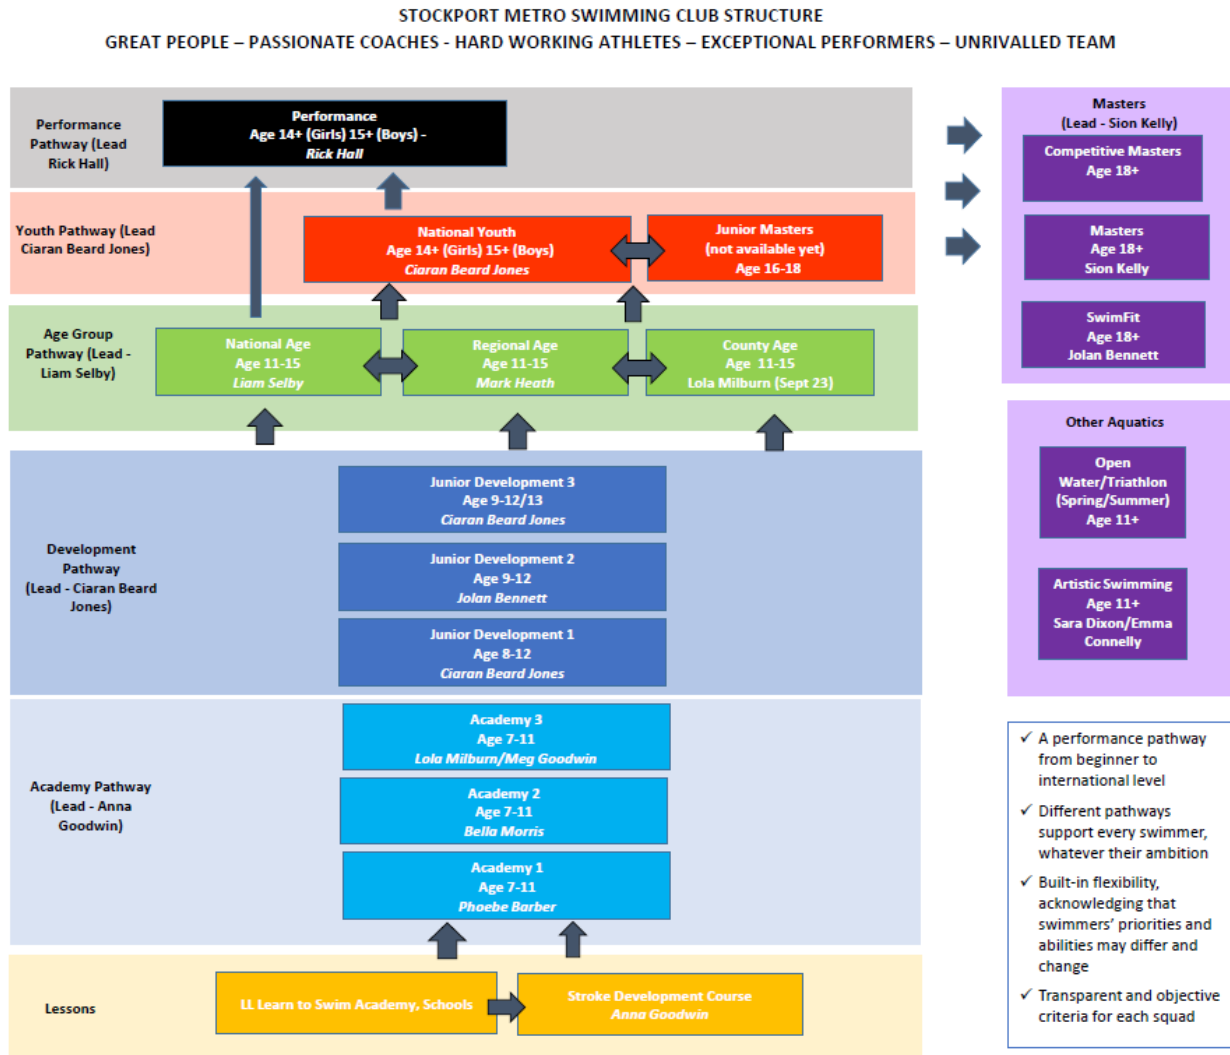 STOCKPORT METRO SWIMMING CLUB STRUCTURE
GREAT PEOPLE – PASSIONATE COACHES - HARD WORKING ATHLETES – EXCEPTIONAL PERFORMERS – UNRIVALLED TEAM
Performance
Pathway (Lead
Rick Hall)
Performance
Age 14+ (Girls) 15+ (Boys) -
Rick Hall
Youth Pathway (Lead
Ciaran Beard Jones)
National Youth
Age 14+ (Girls) 15+ (Boys)
Ciaran Beard Jones
Junior Masters
(not available yet)
Age 16-18
Age Group
Pathway (Lead -
Liam Selby)
National Age
Age 11-15
Liam Selby
Regional Age
Age 11-15
Mark Heath
County Age
Age 11-15
Lola Milburn (Sept 23)
Development
Pathway
(Lead - Ciaran Beard
Jones)
Junior Development 3
Age 9-12/13
Ciaran Beard Jones
Junior Development 2
Age 9-12
Jolan Bennett
Junior Development 1
Age 8-12
Ciaran Beard Jones
Academy Pathway
(Lead - Anna
Goodwin)
Academy 3
Age 7-11
Lola Milburn/Meg Goodwin
Academy 2
Age 7-11
Bella Morris
Academy 1
Age 7-11
Phoebe Barber
Lessons
LL Learn to Swim Academy, Schools
Stroke Development Course
Anna Goodwin
Masters
(Lead - Sion Kelly)
Competitive Masters
Age 18+
Masters
Age 18+
Sion Kelly
SwimFit
Age 18+
Jolan Bennett
Other Aquatics
Open
Water/Triathlon
(Spring/Summer)
Age 11+
Artistic Swimming
Age 11+
Sara Dixon/Emma
Connelly
✓ A performance pathway
from beginner to
international level
✓ Different pathways
support every swimmer,
whatever their ambition
✓ Built-in flexibility,
acknowledging that
swimmers' priorities and
abilities may differ and
change
✓ Transparent and objective
criteria for each squad